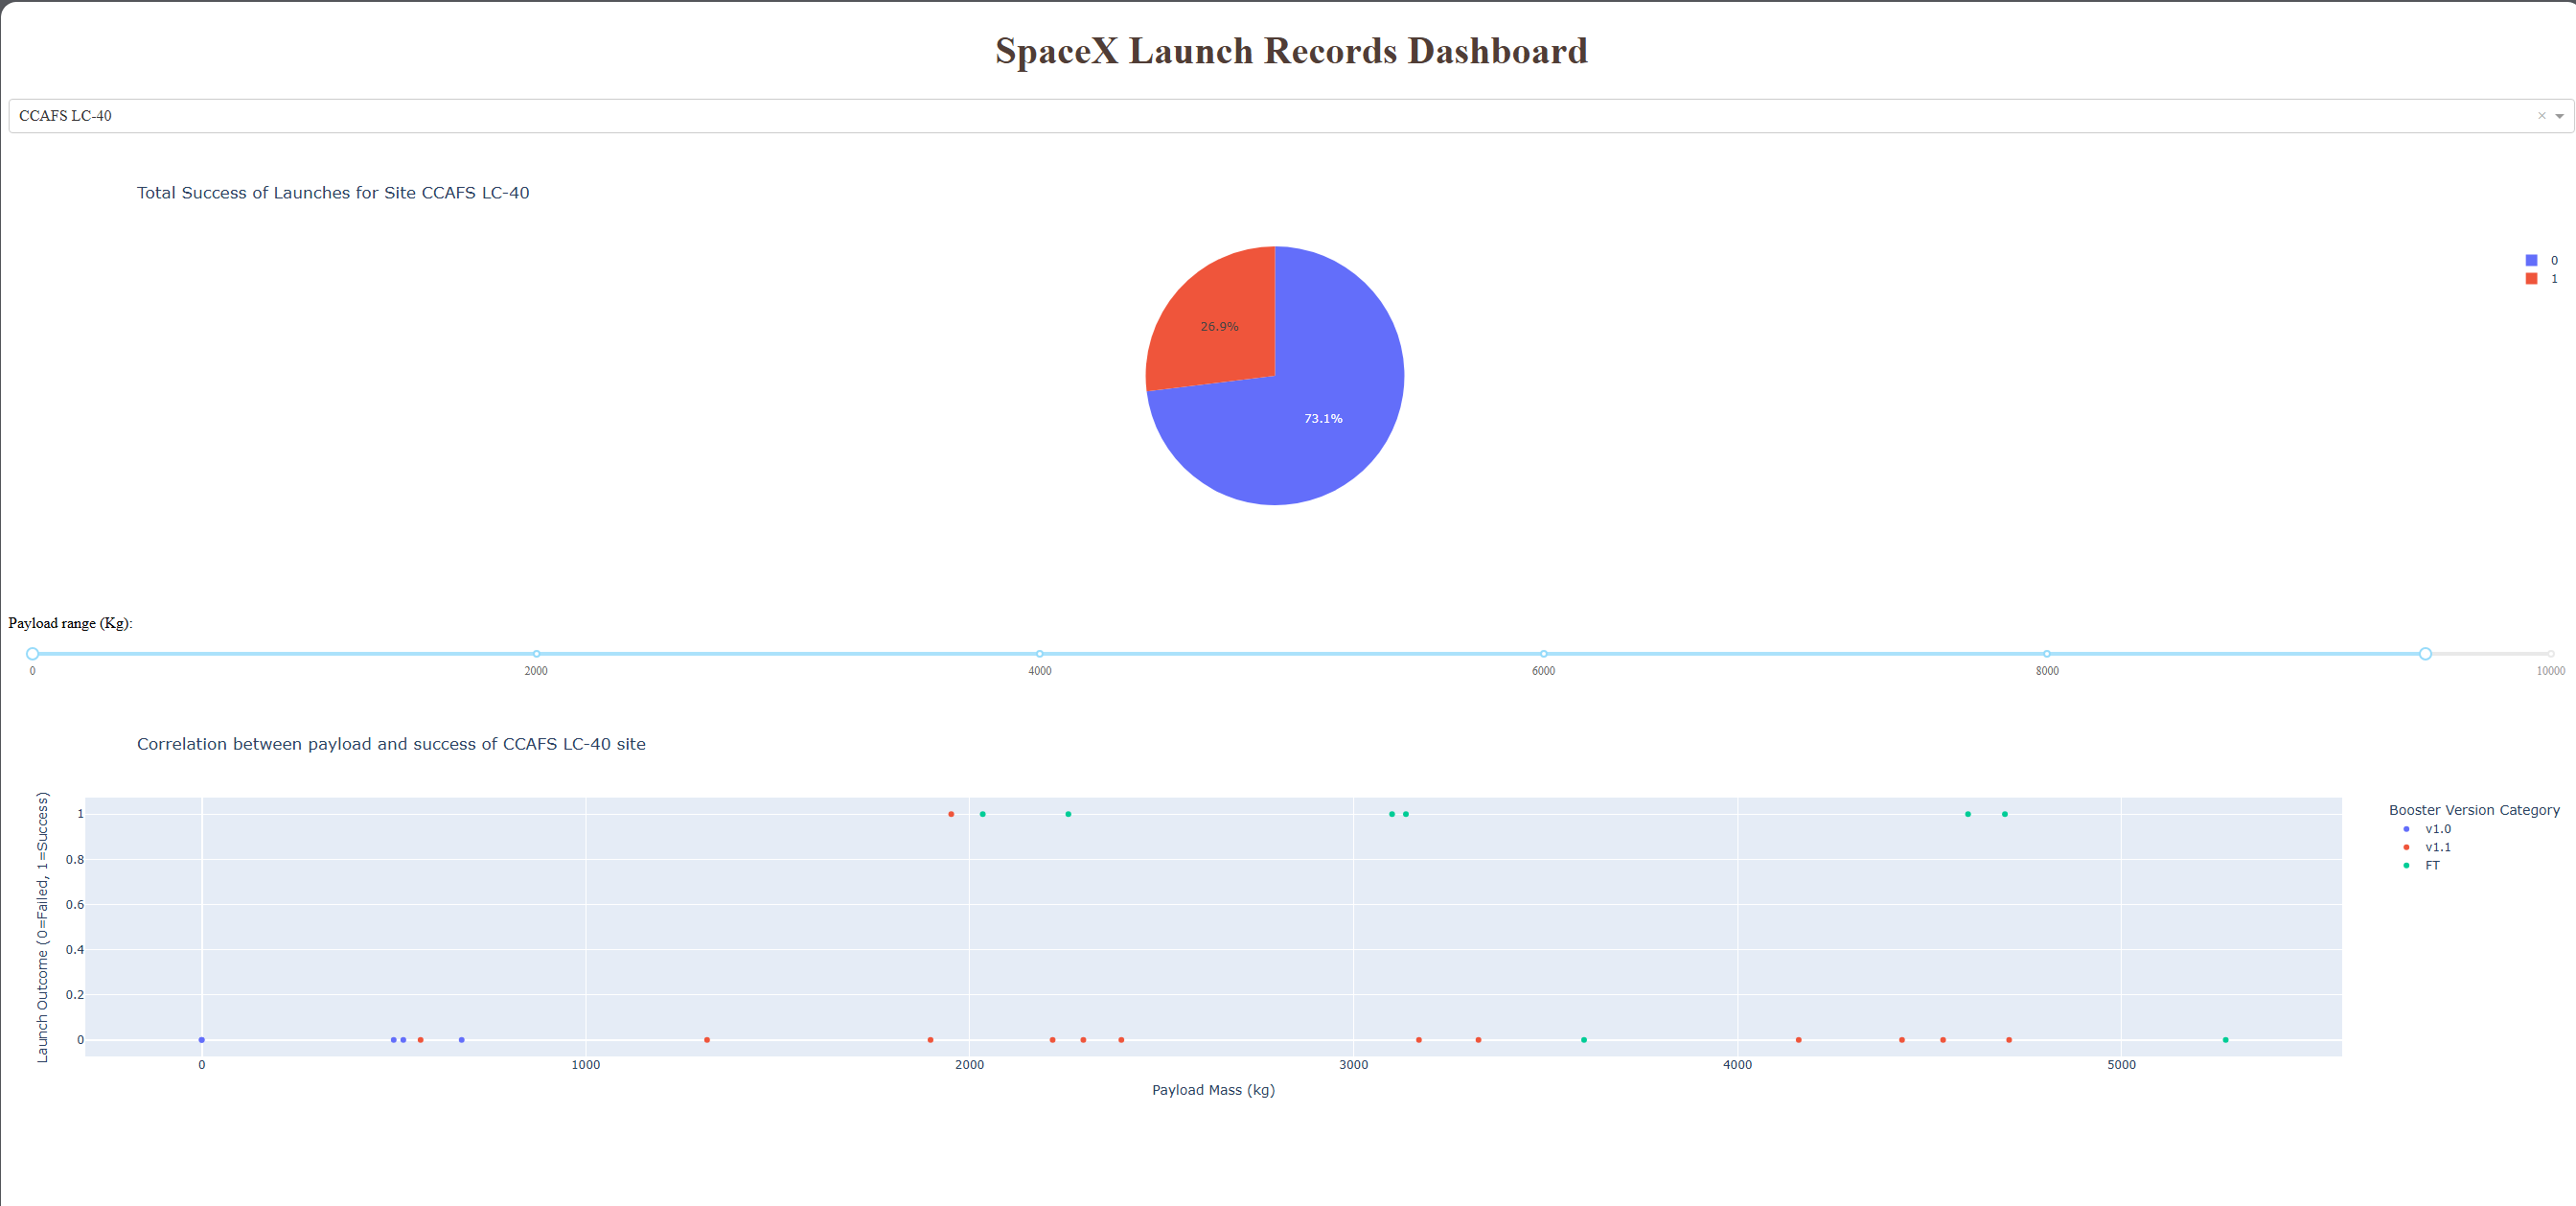 SpaceX Launch Records Dashboard
CCAFS LC-40
×
Total Success of Launches for Site CCAFS LC-40
0
1
26.9%
73.1%
Payload range (Kg):
0 2000 4000 6000 8000 10000
Correlation between payload and success of CCAFS LC-40 site
Launch Outcome (0=Failed, 1=Success)
1
0.8
0.6
0.4
0.2
0
0 1000 2000 3000 4000 5000
Payload Mass (kg)
Booster Version Category
v1.0
v1.1
FT